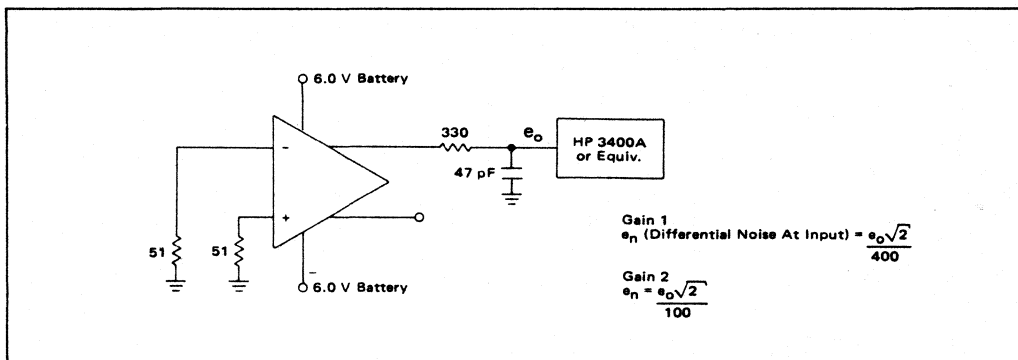 6.0 V Battery
330
e₀
HP 3400A
or Equiv.
47 pF
−
+
51
51
−
6.0 V Battery
Gain 1
eₙ (Differential Noise At Input) = e₀√2
400
Gain 2
eₙ = e₀√2
100